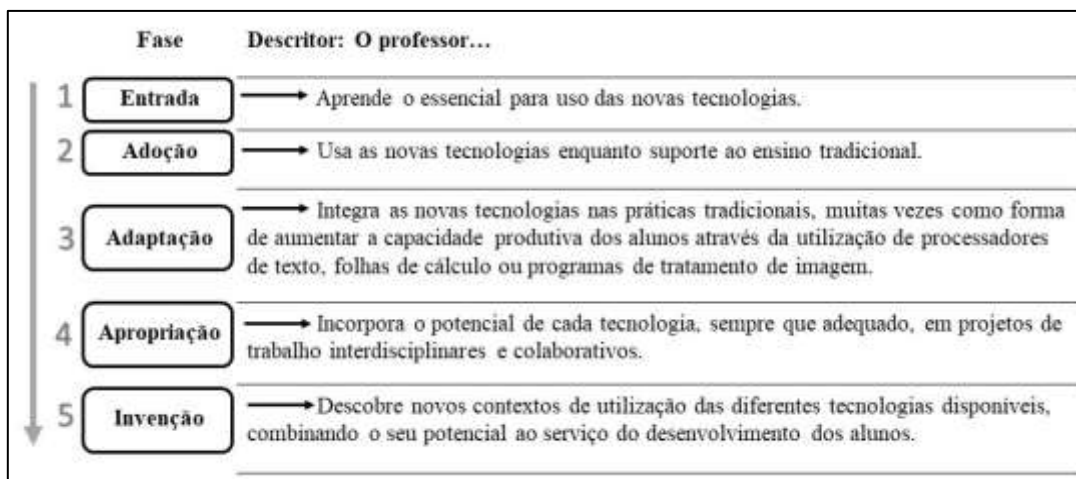 Fase Descritor: O professor…
1 Entrada Aprende o essencial para uso das novas tecnologias.
2 Adoção Usa as novas tecnologias enquanto suporte ao ensino tradicional.
3 Adaptação Integra as novas tecnologias nas práticas tradicionais, muitas vezes como forma
de aumentar a capacidade produtiva dos alunos através da utilização de processadores
de texto, folhas de cálculo ou programas de tratamento de imagem.
4 Apropriação Incorpora o potencial de cada tecnologia, sempre que adequado, em projetos de
trabalho interdisciplinares e colaborativos.
5 Invenção Descobre novos contextos de utilização das diferentes tecnologias disponíveis,
combinando o seu potencial ao serviço do desenvolvimento dos alunos.